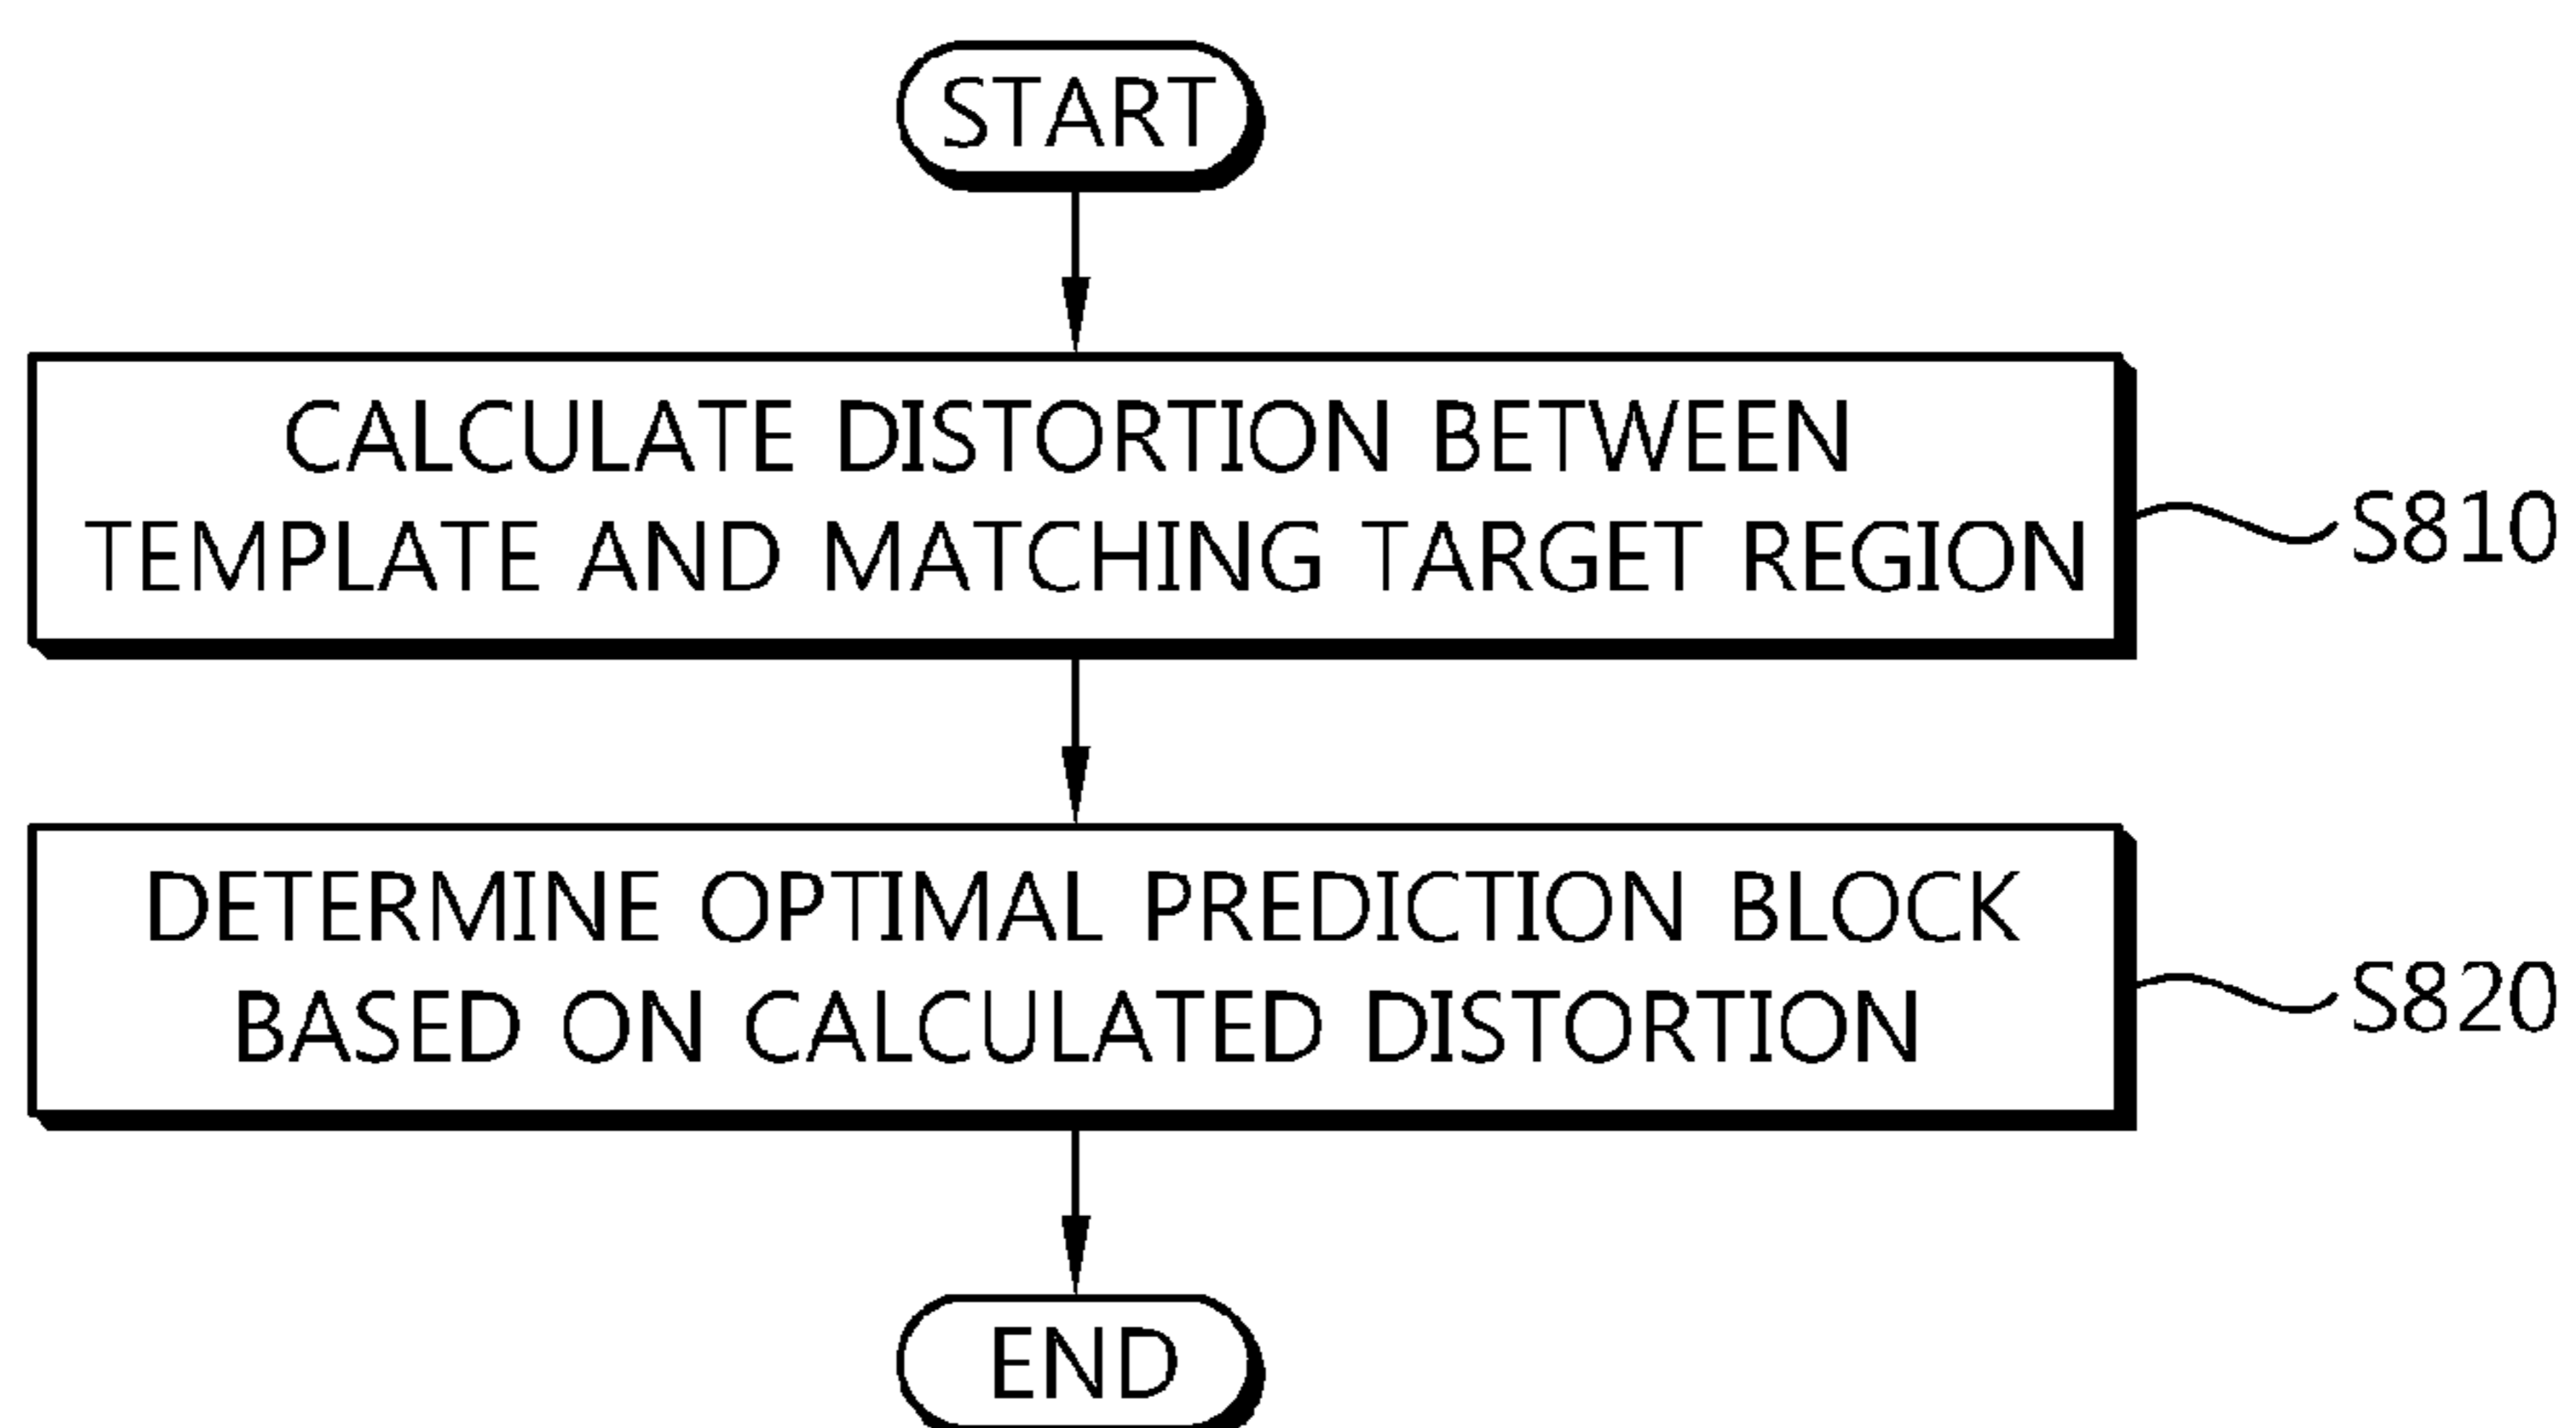 START
CALCULATE DISTORTION BETWEEN
TEMPLATE AND MATCHING TARGET REGION
S810
DETERMINE OPTIMAL PREDICTION BLOCK
BASED ON CALCULATED DISTORTION
S820
END